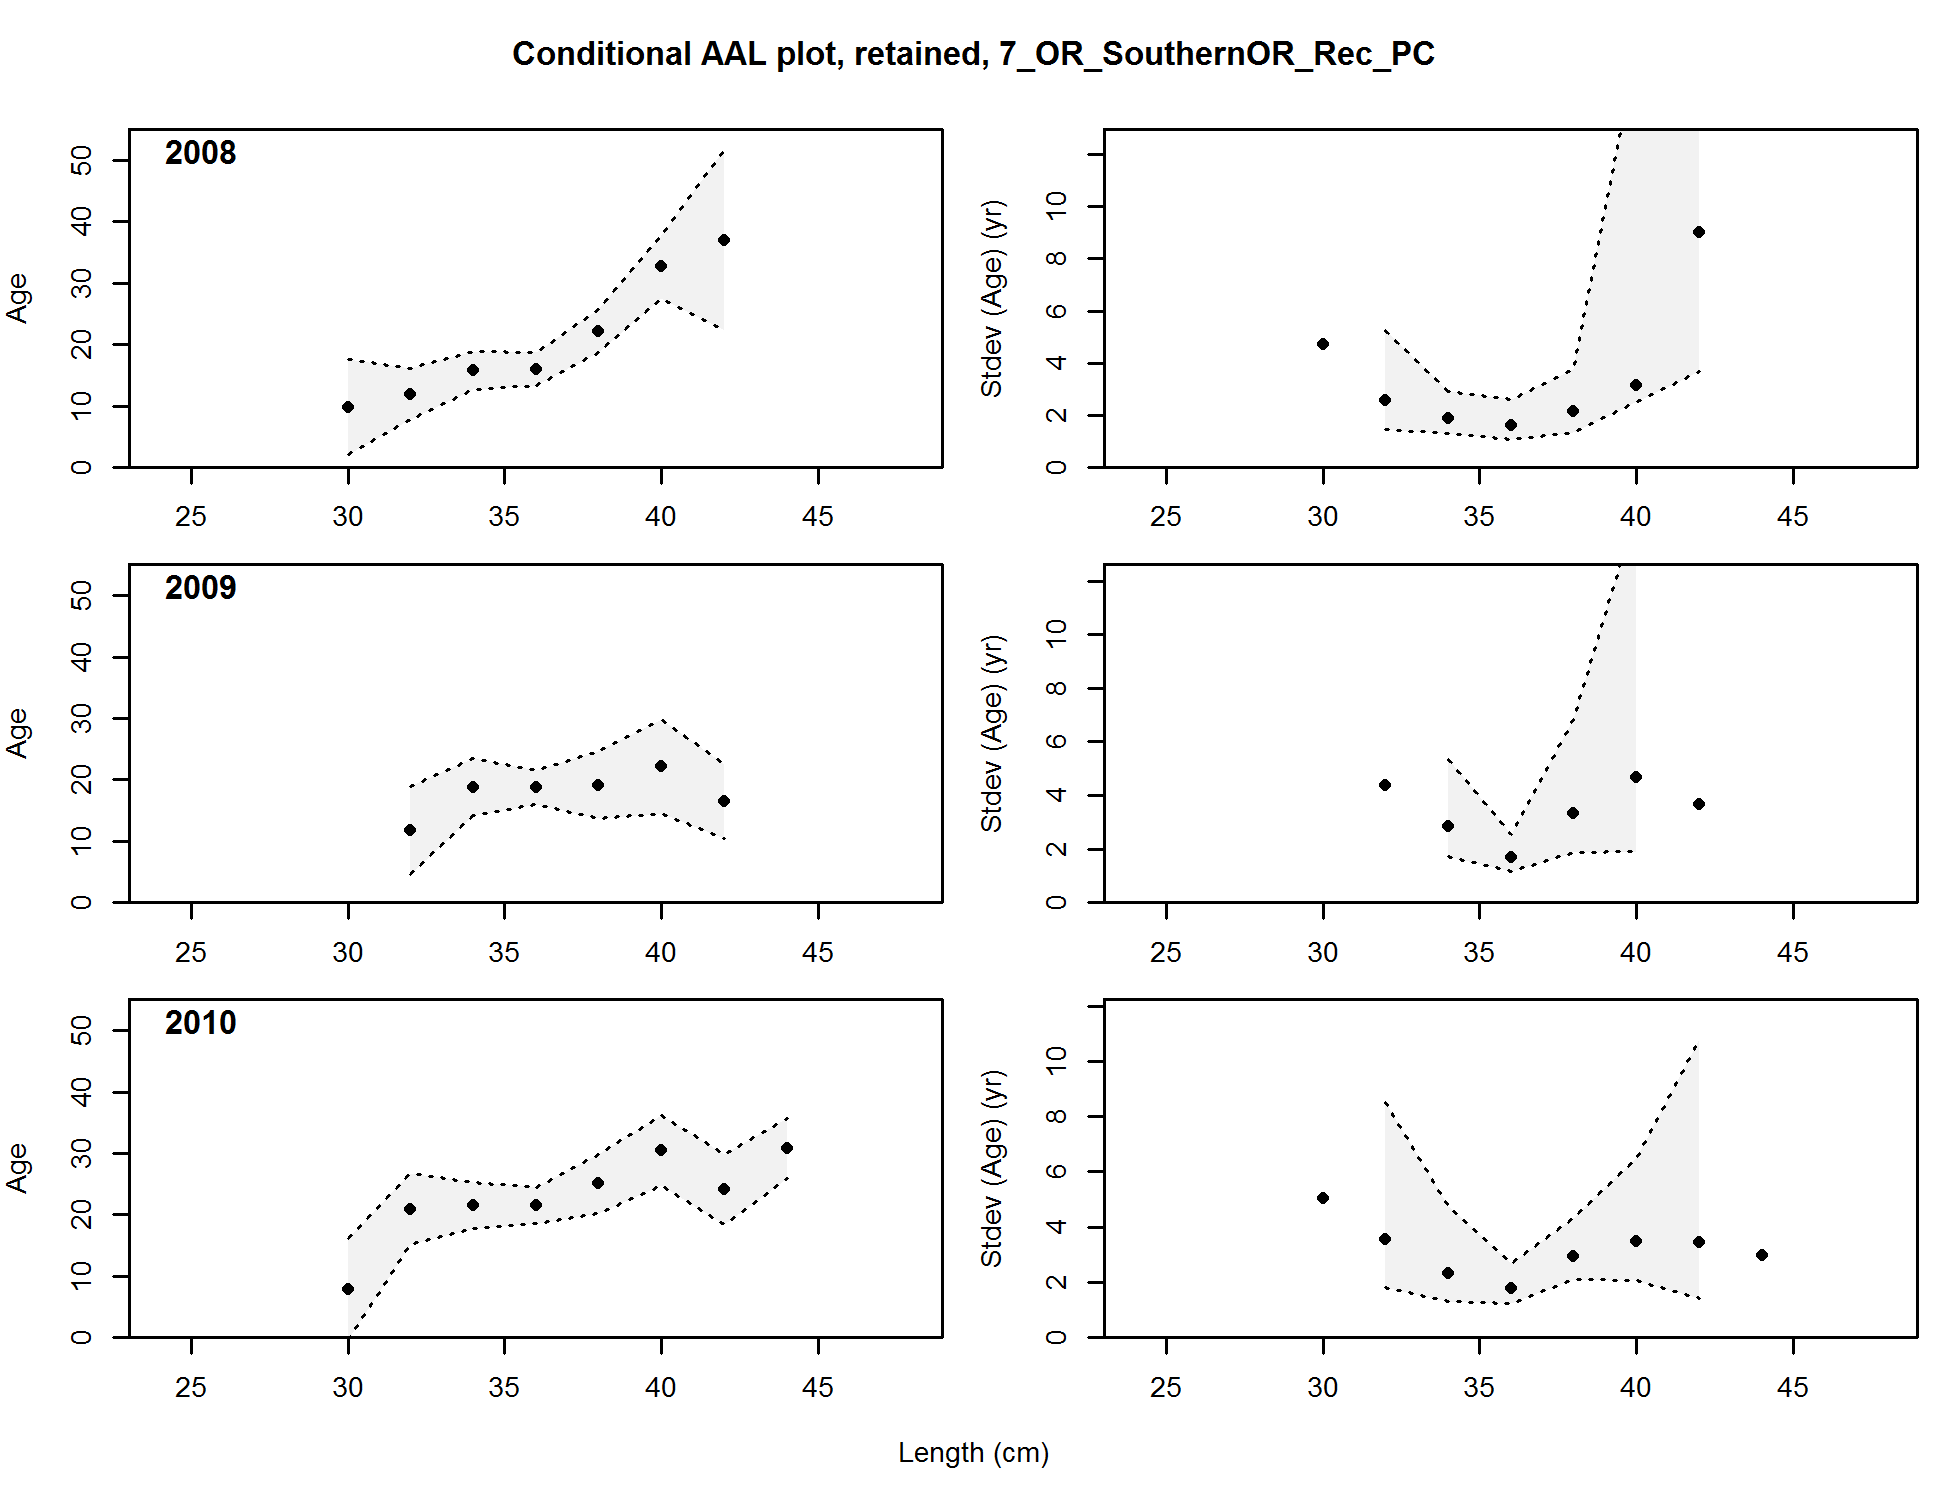 Conditional AAL plot, retained, 7_OR_SouthernOR_Rec_PC
2008
Age
0 10 20 30 40 50
25 30 35 40 45
Stdev (Age) (yr)
0 2 4 6 8 10
25 30 35 40 45
2009
Age
0 10 20 30 40 50
25 30 35 40 45
Stdev (Age) (yr)
0 2 4 6 8 10
25 30 35 40 45
2010
Age
0 10 20 30 40 50
25 30 35 40 45
Stdev (Age) (yr)
0 2 4 6 8 10
25 30 35 40 45
Length (cm)